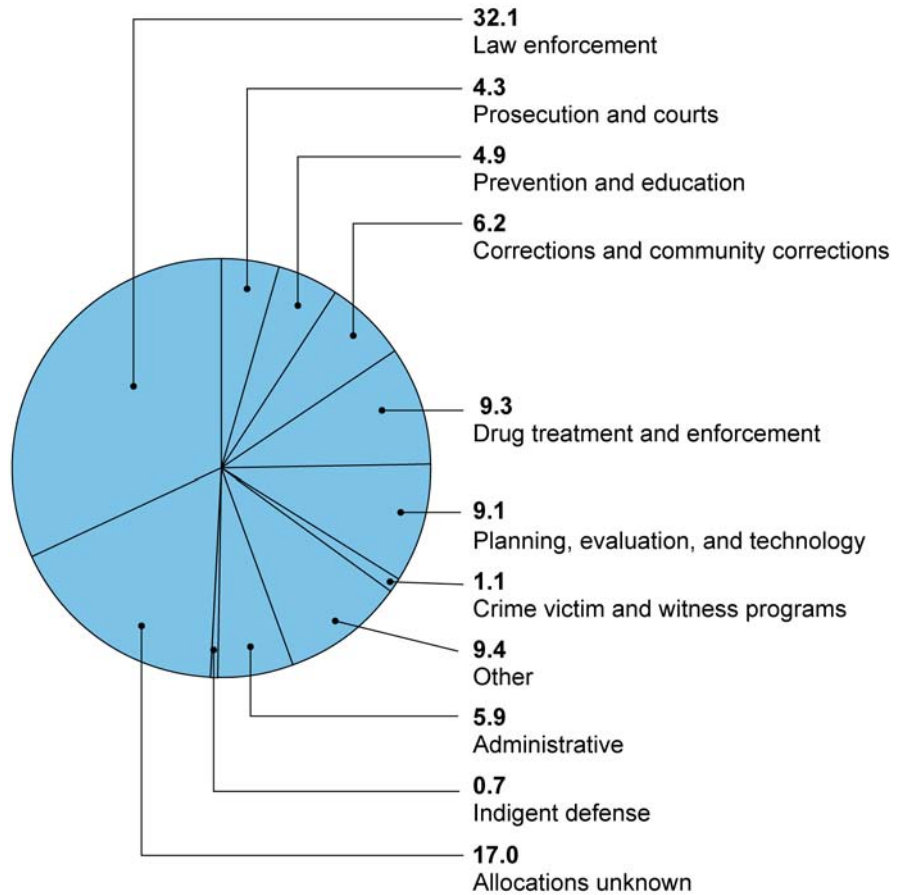 32.1
Law enforcement
4.3
Prosecution and courts
4.9
Prevention and education
6.2
Corrections and community corrections
9.3
Drug treatment and enforcement
9.1
Planning, evaluation, and technology
1.1
Crime victim and witness programs
9.4
Other
5.9
Administrative
0.7
Indigent defense
17.0
Allocations unknown